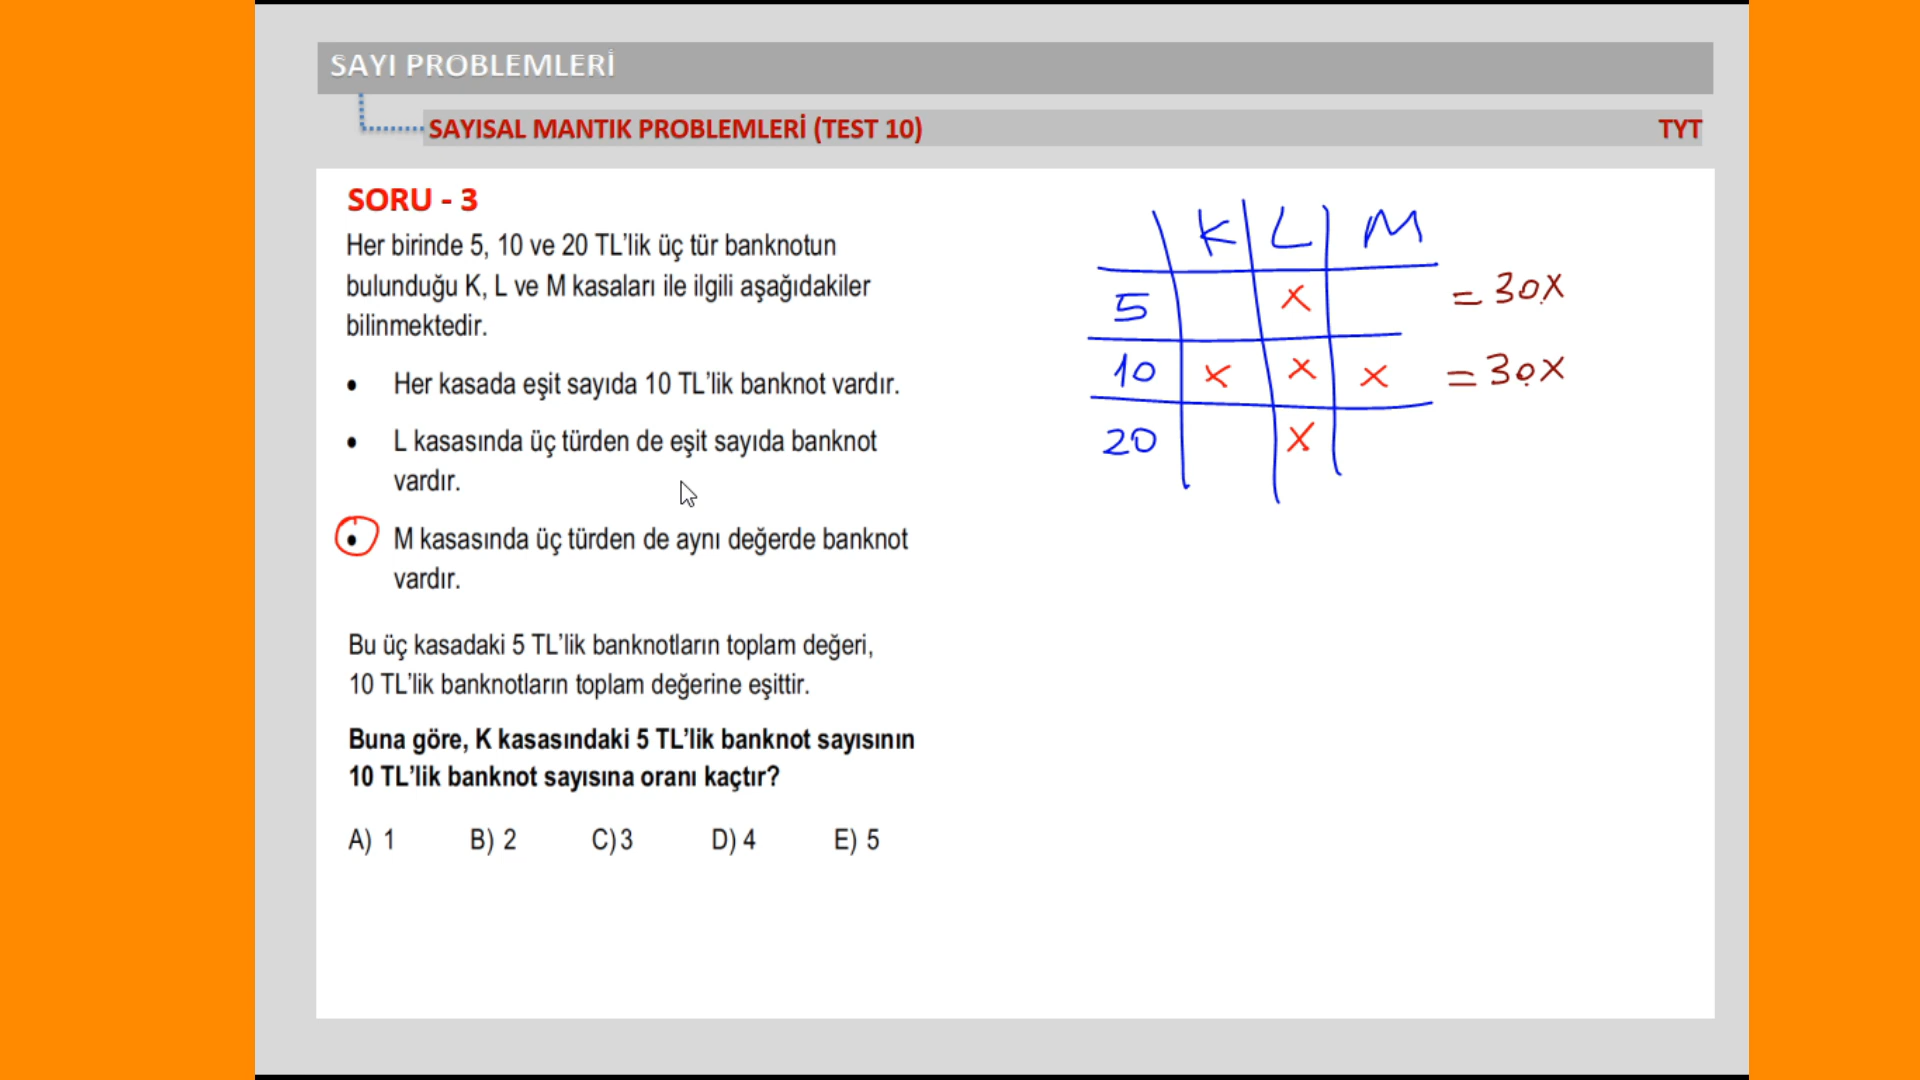 SAYI PROBLEMLERİ
SAYISAL MANTIK PROBLEMLERİ (TEST 10) TYT
SORU - 3
Her birinde 5, 10 ve 20 TL'lik üç tür banknotun
bulunduğu K, L ve M kasaları ile ilgili aşağıdakiler
bilinmektedir.
• Her kasada eşit sayıda 10 TL'lik banknot vardır.
• L kasasında üç türden de eşit sayıda banknot
vardır.
• M kasasında üç türden de aynı değerde banknot
vardır.
Bu üç kasadaki 5 TL'lik banknotların toplam değeri,
10 TL'lik banknotların toplam değerine eşittir.
Buna göre, K kasasındaki 5 TL'lik banknot sayısının
10 TL'lik banknot sayısına oranı kaçtır?
A) 1 B) 2 C) 3 D) 4 E) 5
K L M
5 x = 30x
10 x x x = 30x
20 x